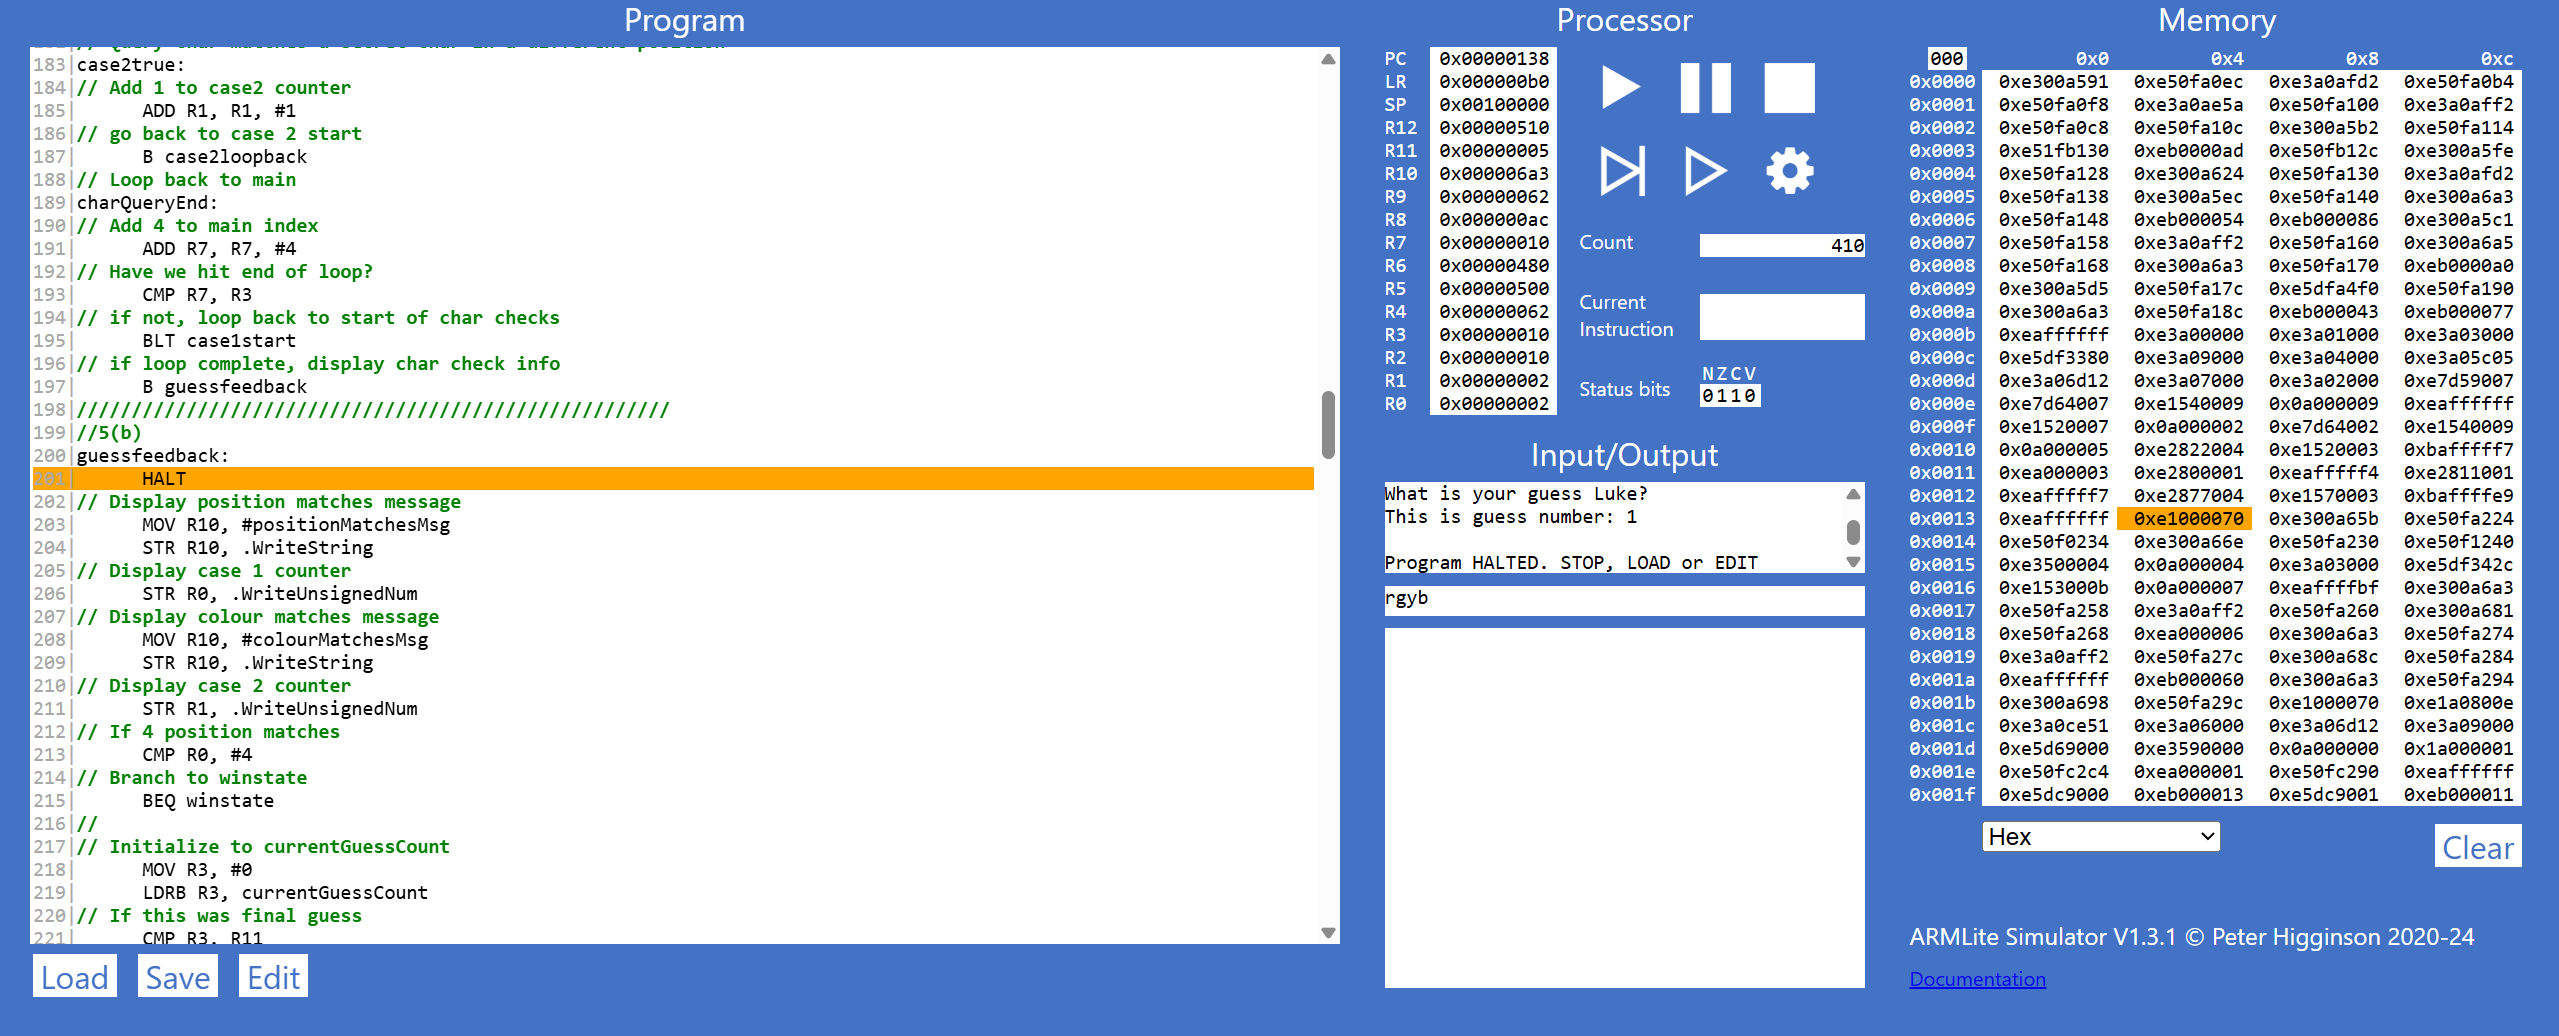 Program
183|case2true:
184|// Add 1 to case2 counter
185|      ADD R1, R1, #1
186|// go back to case 2 start
187|      B case2loopback
188|// Loop back to main
189|charQueryEnd:
190|// Add 4 to main index
191|      ADD R7, R7, #4
192|// Have we hit end of loop?
193|      CMP R7, R3
194|// if not, loop back to start of char checks
195|      BLT case1start
196|// if loop complete, display char check info
197|      B guessfeedback
198|//////////////////////////////////////////////////////
199|//5(b)
200|guessfeedback:
201|      HALT
202|// Display position matches message
203|      MOV R10, #positionMatchesMsg
204|      STR R10, .WriteString
205|// Display case 1 counter
206|      STR R0, .WriteUnsignedNum
207|// Display colour matches message
208|      MOV R10, #colourMatchesMsg
209|      STR R10, .WriteString
210|// Display case 2 counter
211|      STR R1, .WriteUnsignedNum
212|// If 4 position matches
213|      CMP R0, #4
214|// Branch to winstate
215|      BEQ winstate
216|//
217|// Initialize to currentGuessCount
218|      MOV R3, #0
219|      LDRB R3, currentGuessCount
220|// If this was final guess
221|      CMP R3, R11
Load Save Edit
Processor
PC 0x00000138
LR 0x000000b0
SP 0x00100000
R12 0x00000510
R11 0x00000005
R10 0x000006a3
R9 0x00000062
R8 0x000000ac
R7 0x00000010
R6 0x00000480
R5 0x00000500
R4 0x00000062
R3 0x00000010
R2 0x00000010
R1 0x00000002
R0 0x00000002
Count 410
Current
Instruction
NZCV
Status bits 0110
Input/Output
What is your guess Luke?
This is guess number: 1
Program HALTED. STOP, LOAD or EDIT
rgyb
Memory
000 0x0 0x4 0x8 0xc
0x0000 0xe300a591 0xe50fa0ec 0xe3a0afd2 0xe50fa0b4
0x0001 0xe50fa0f8 0xe3a0ae5a 0xe50fa100 0xe3a0aff2
0x0002 0xe50fa0c8 0xe50fa10c 0xe300a5b2 0xe50fa114
0x0003 0xe51fb130 0xeb0000ad 0xe50fb12c 0xe300a5fe
0x0004 0xe50fa128 0xe300a624 0xe50fa130 0xe3a0afd2
0x0005 0xe50fa138 0xe300a5ec 0xe50fa140 0xe300a6a3
0x0006 0xe50fa148 0xeb000054 0xeb000086 0xe300a5c1
0x0007 0xe50fa158 0xe3a0aff2 0xe50fa160 0xe300a6a5
0x0008 0xe50fa168 0xe300a6a3 0xe50fa170 0xeb0000a0
0x0009 0xe300a5d5 0xe50fa17c 0xe5dfa4f0 0xe50fa190
0x000a 0xe300a6a3 0xe50fa18c 0xeb000043 0xeb000077
0x000b 0xeaffffff 0xe3a00000 0xe3a01000 0xe3a03000
0x000c 0xe5df3380 0xe3a09000 0xe3a04000 0xe3a05c05
0x000d 0xe3a06d12 0xe3a07000 0xe3a02000 0xe7d59007
0x000e 0xe7d64007 0xe1540009 0x0a000009 0xeaffffff
0x000f 0xe1520007 0x0a000002 0xe7d64002 0xe1540009
0x0010 0x0a000005 0xe2822004 0xe1520003 0xbafffff7
0x0011 0xea000003 0xe2800001 0xeafffff4 0xe2811001
0x0012 0xeafffff7 0xe2877004 0xe1570003 0xbaffffe9
0x0013 0xeaffffff 0xe1000070 0xe300a65b 0xe50fa224
0x0014 0xe50f0234 0xe300a66e 0xe50fa230 0xe50f1240
0x0015 0xe3500004 0x0a000004 0xe3a03000 0xe5df342c
0x0016 0xe153000b 0x0a000007 0xeaffffbf 0xe300a6a3
0x0017 0xe50fa258 0xe3a0aff2 0xe50fa260 0xe300a681
0x0018 0xe50fa268 0xea000006 0xe300a6a3 0xe50fa274
0x0019 0xe3a0aff2 0xe50fa27c 0xe300a68c 0xe50fa284
0x001a 0xeaffffff 0xeb000060 0xe300a6a3 0xe50fa294
0x001b 0xe300a698 0xe50fa29c 0xe1000070 0xe1a0800e
0x001c 0xe3a0ce51 0xe3a06000 0xe3a06d12 0xe3a09000
0x001d 0xe5d69000 0xe3590000 0x0a000000 0x1a000001
0x001e 0xe50fc2c4 0xea000001 0xe50fc290 0xeaffffff
0x001f 0xe5dc9000 0xeb000013 0xe5dc9001 0xeb000011
Hex
Clear
ARMLite Simulator V1.3.1 © Peter Higginson 2020-24
Documentation